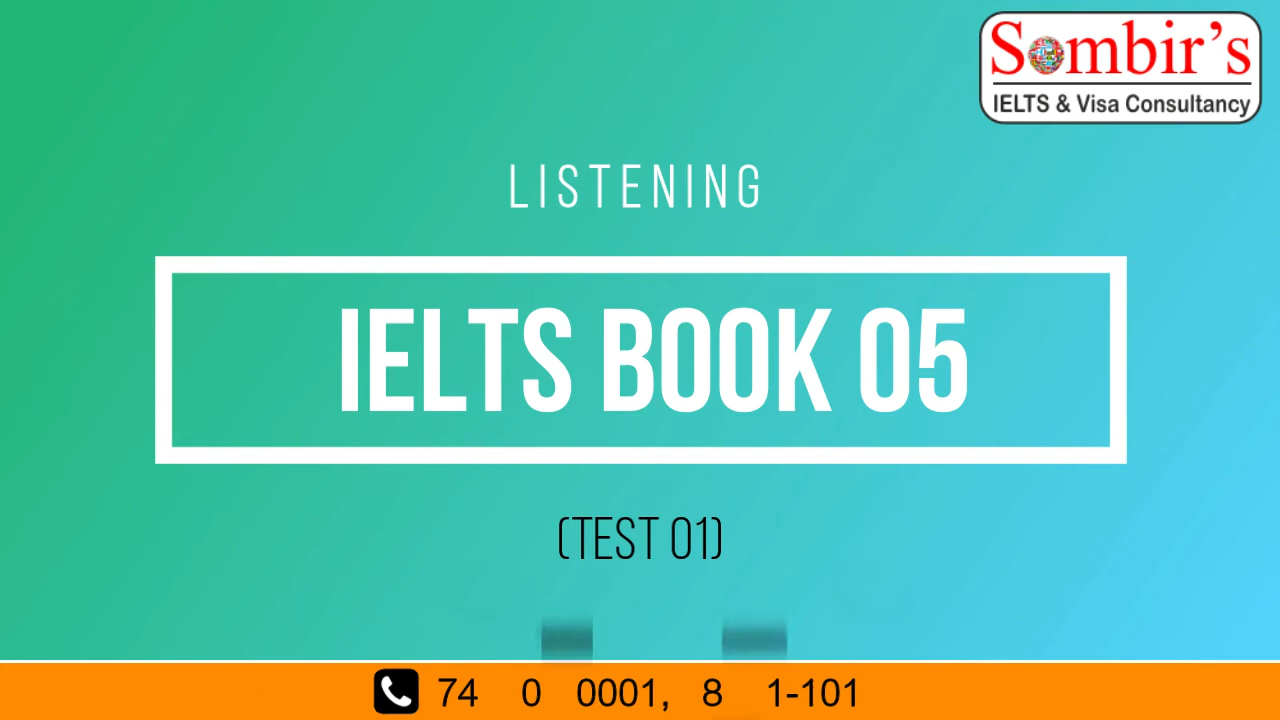 Sombir's
IELTS & Visa Consultancy
LISTENING
IELTS BOOK 05
(TEST 01)
74 0 0001, 8 1-101